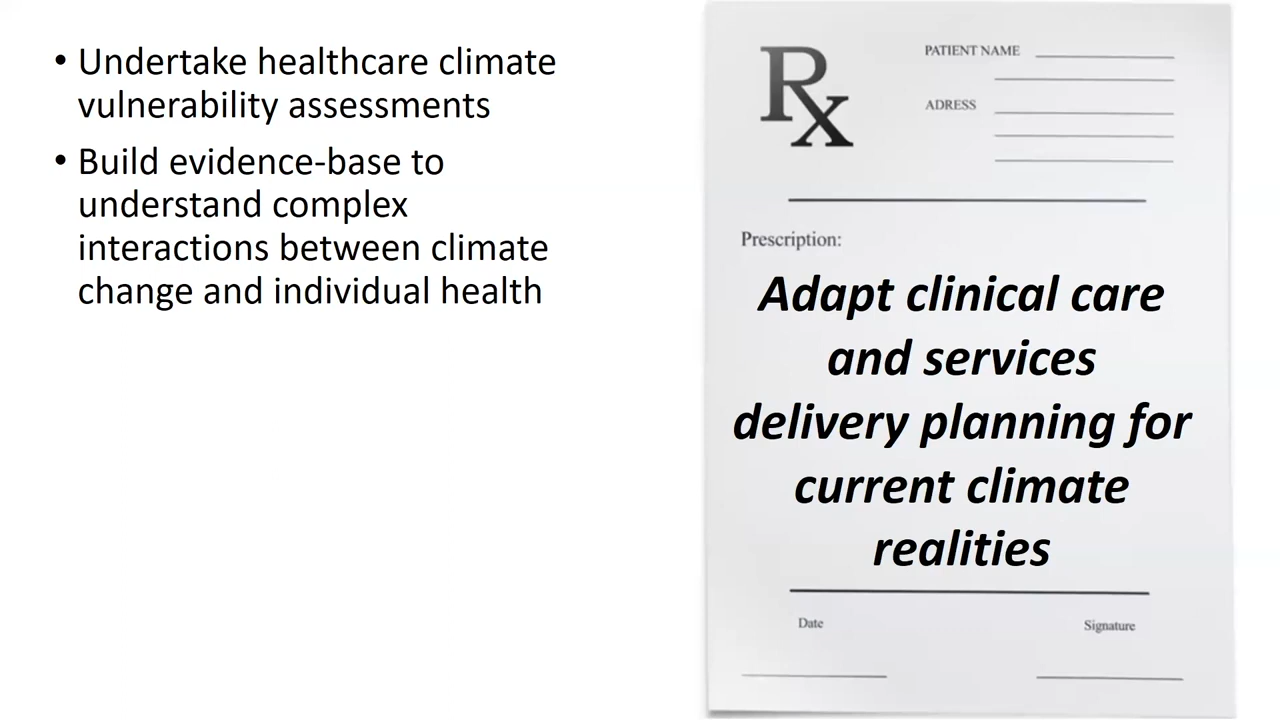 • Undertake healthcare climate
vulnerability assessments
• Build evidence-base to
understand complex
interactions between climate
change and individual health
Rx
PATIENT NAME
ADRESS
Prescription:
Adapt clinical care
and services
delivery planning for
current climate
realities
Date
Signature